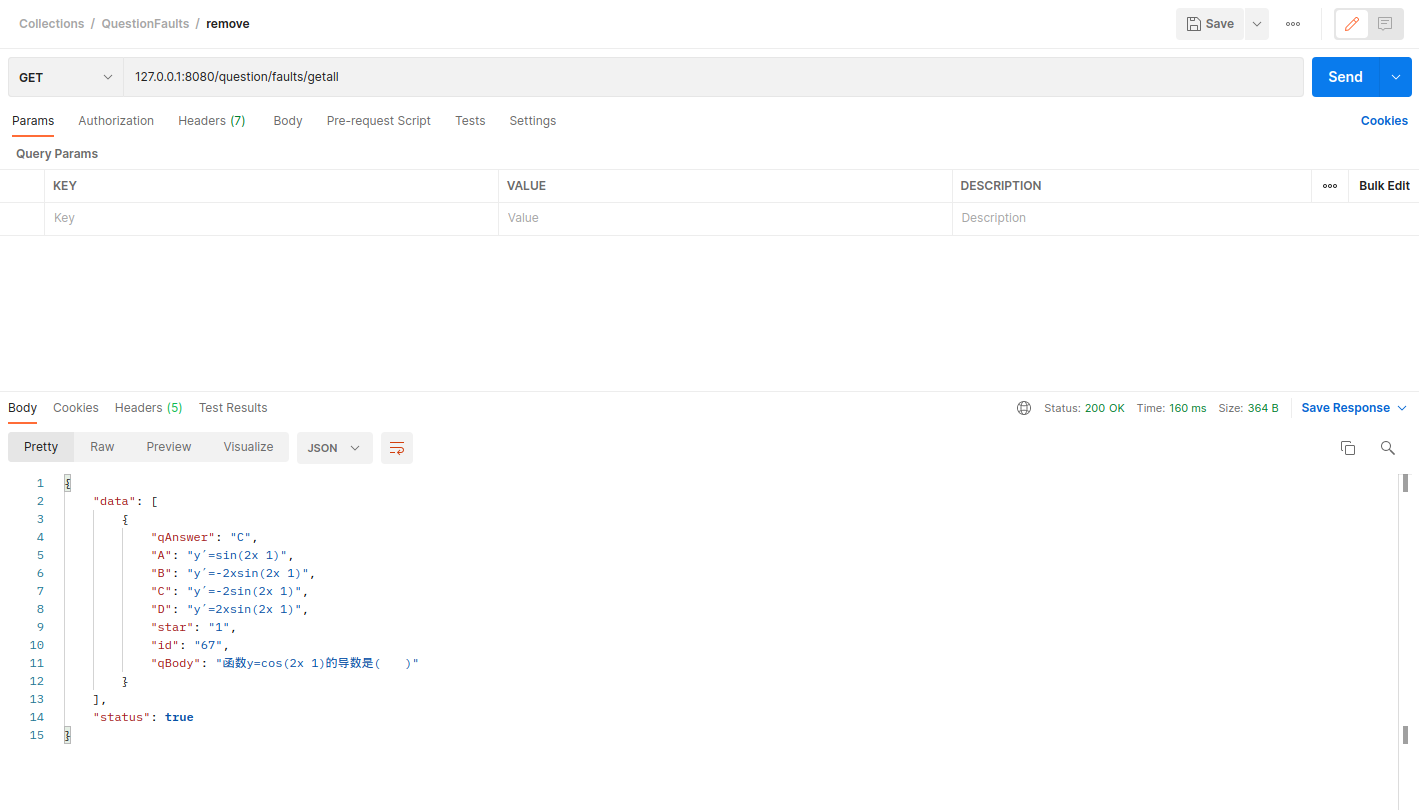 Collections / QuestionFaults / remove Save
GET 127.0.0.1:8080/question/faults/getall Send
Params Authorization Headers (7) Body Pre-request Script Tests Settings Cookies
Query Params
KEY VALUE DESCRIPTION Bulk Edit
Key Value Description
Body Cookies Headers (5) Test Results Status: 200 OK Time: 160 ms Size: 364 B Save Response
Pretty Raw Preview Visualize JSON
1 {
2 "data": [
3 {
4 "qAnswer": "C",
5 "A": "y′=sin(2x 1)",
6 "B": "y′=-2xsin(2x 1)",
7 "C": "y′=-2sin(2x 1)",
8 "D": "y′=2xsin(2x 1)",
9 "star": "1",
10 "id": "67",
11 "qBody": "函数y=cos(2x 1)的导数是(　　)"
12 }
13 ],
14 "status": true
15 }